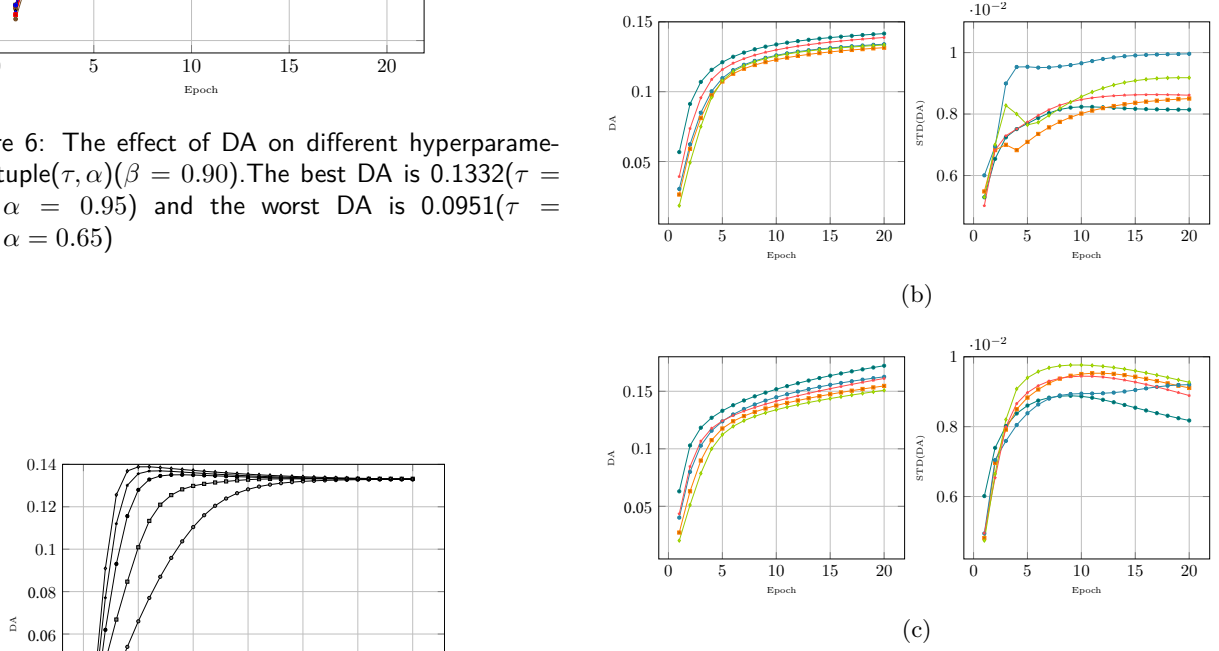 5
10
15
20
Epoch
re 6: The effect of DA on different hyperparame-
tuple(τ, α)(β = 0.90).The best DA is 0.1332(τ =
α = 0.95) and the worst DA is 0.0951(τ =
α = 0.65)
0.14
0.12
0.1
0.08
0.06
DA
0.15
0.1
0.05
DA
0 5 10 15 20
Epoch
·10⁻²
1
0.8
0.6
STD(DA)
0 5 10 15 20
Epoch
(b)
0.15
0.1
0.05
DA
0 5 10 15 20
Epoch
·10⁻²
1
0.8
0.6
STD(DA)
0 5 10 15 20
Epoch
(c)